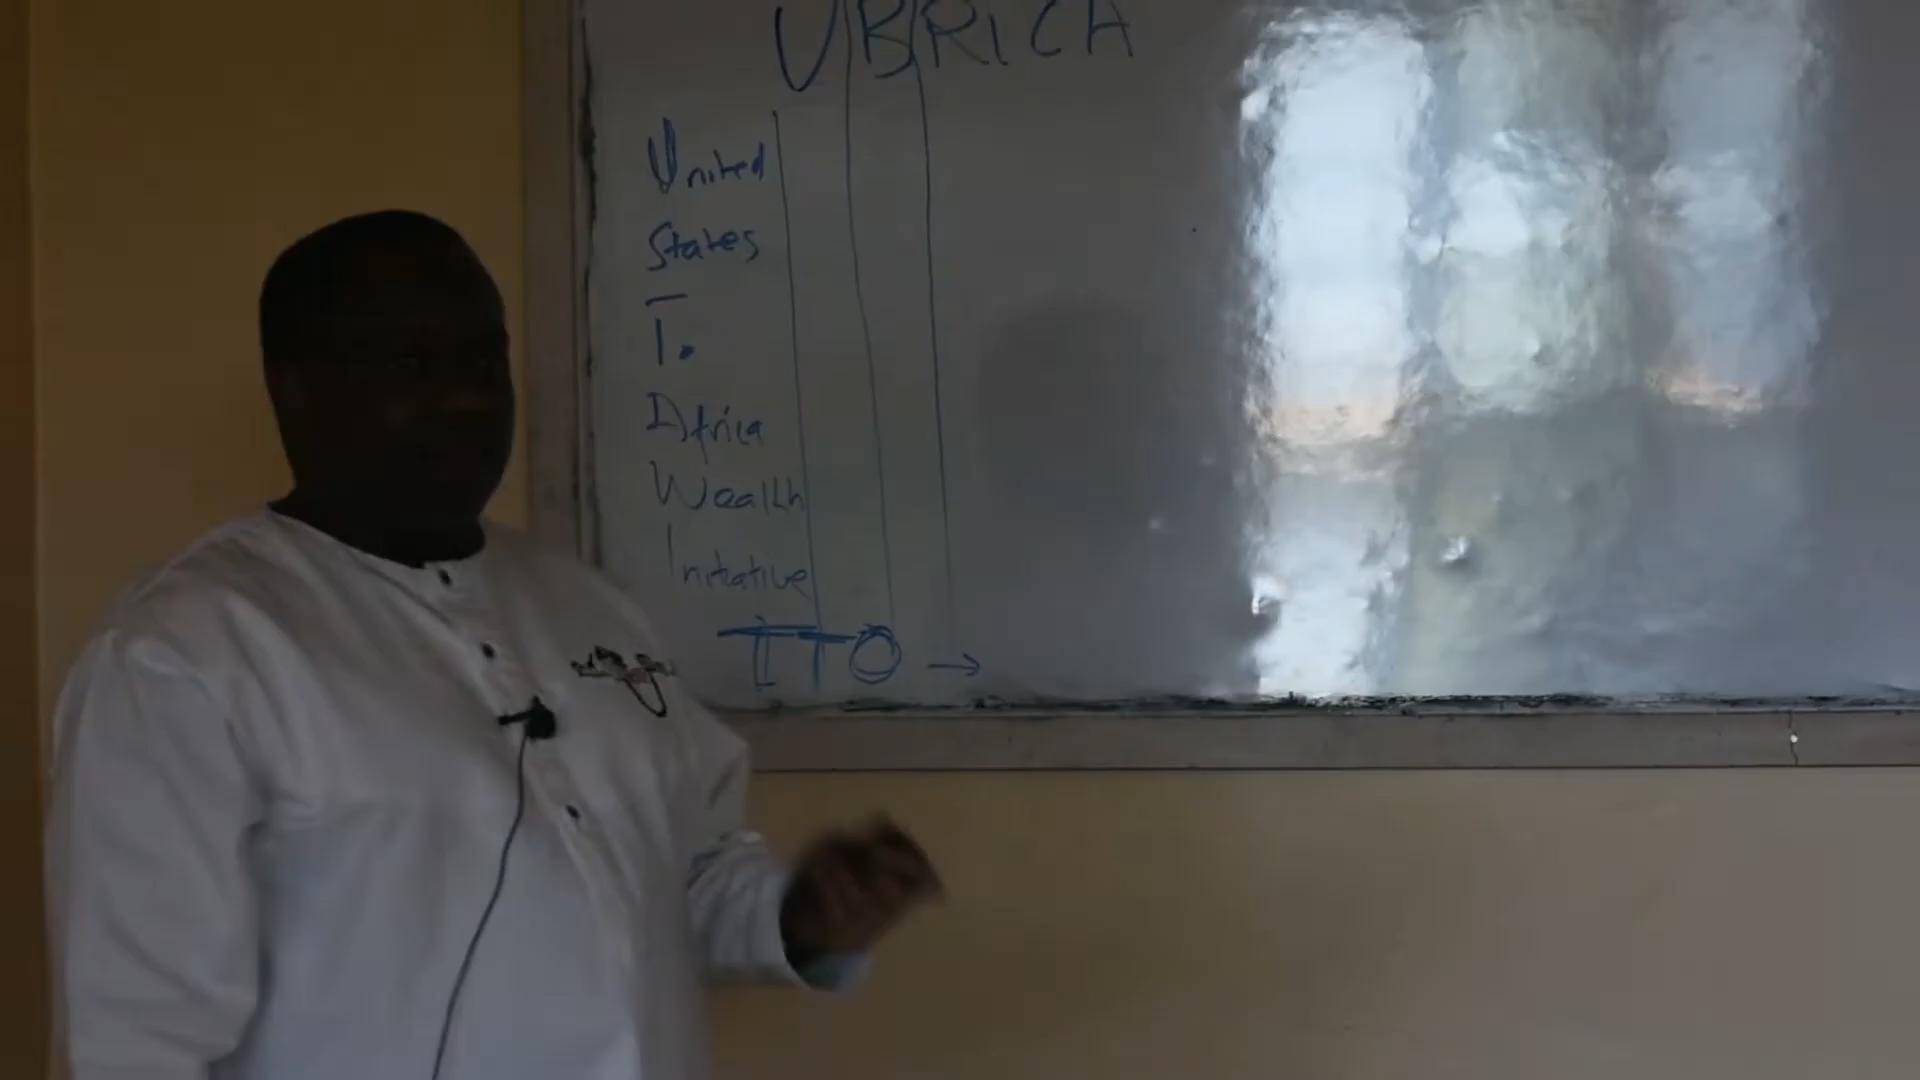 UBRICA
United
States
To
Africa
Wealth
Initiative
ITO →